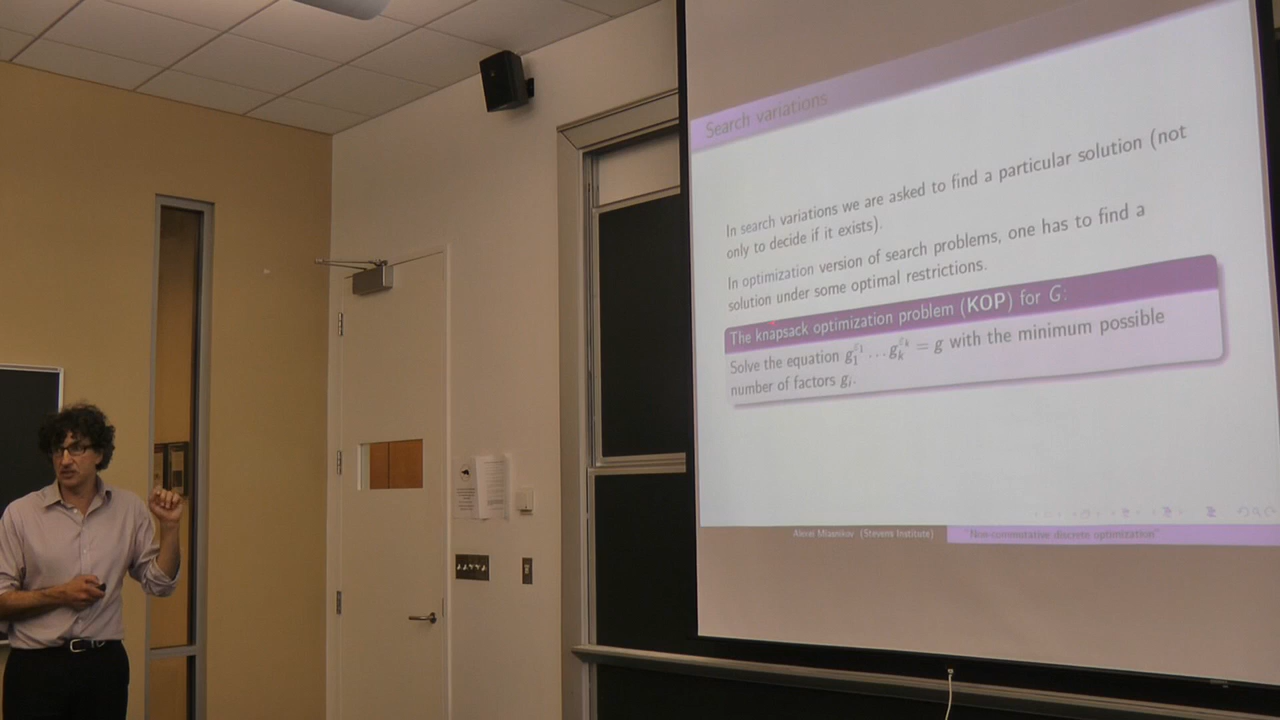 Search variations
In search variations we are asked to find a particular solution (not
only to decide if it exists).
In optimization version of search problems, one has to find a
solution under some optimal restrictions.
The knapsack optimization problem (KOP) for G:
Solve the equation g₁^ε₁ … gₖ^εₖ = g with the minimum possible
number of factors gᵢ.
Alexei Miasnikov (Stevens Institute)
"Non-commutative discrete optimization"